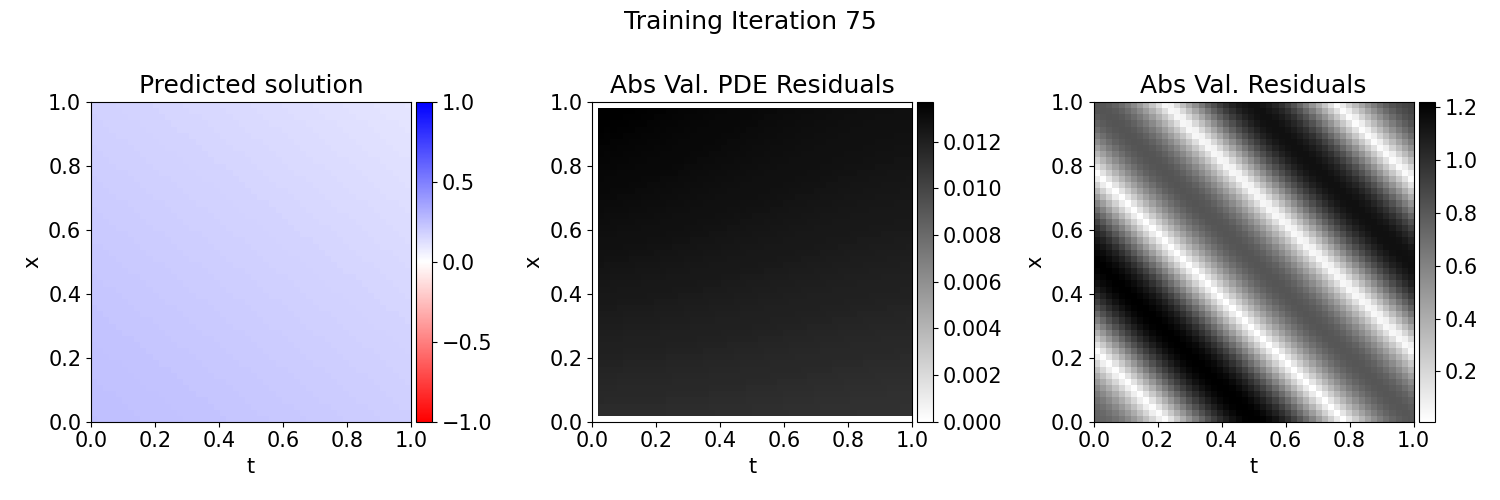 Training Iteration 75
Predicted solution
1.0
0.8
0.6
0.4
0.2
0.0
x
0.0 0.2 0.4 0.6 0.8 1.0
t
1.0
0.5
0.0
−0.5
−1.0
Abs Val. PDE Residuals
1.0
0.8
0.6
0.4
0.2
0.0
x
0.0 0.2 0.4 0.6 0.8 1.0
t
0.012
0.010
0.008
0.006
0.004
0.002
0.000
Abs Val. Residuals
1.0
0.8
0.6
0.4
0.2
0.0
x
0.0 0.2 0.4 0.6 0.8 1.0
t
1.2
1.0
0.8
0.6
0.4
0.2